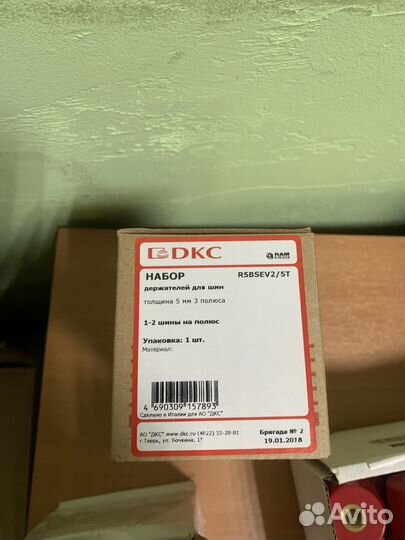 DKC
RAM
НАБОР R5BSEV2/5T
держателей для шин
толщина 5 мм 3 полюса
1-2 шины на полюс
Упаковка: 1 шт.
Материал:
4 690309 157893
Сделано в Италии для АО "ДКС"
АО "ДКС" www.dkc.ru (4822) 33-28-81
г.Тверь, ул. Бочкина, 15
Бригада № 2
19.01.2018
Avito